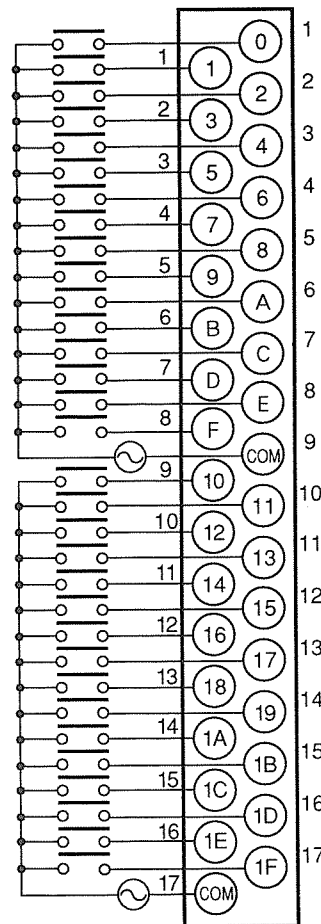 0 1
1 1
2 2
2 3
4 3
3 5
6 4
4 7
8 5
5 9
A 6
6 B
C 7
7 D
E 8
8 F
COM 9
9 10
11 10
10 12
13 11
11 14
15 12
12 16
17 13
13 18
19 14
14 1A
1B 15
15 1C
1D 16
16 1E
1F 17
17 COM